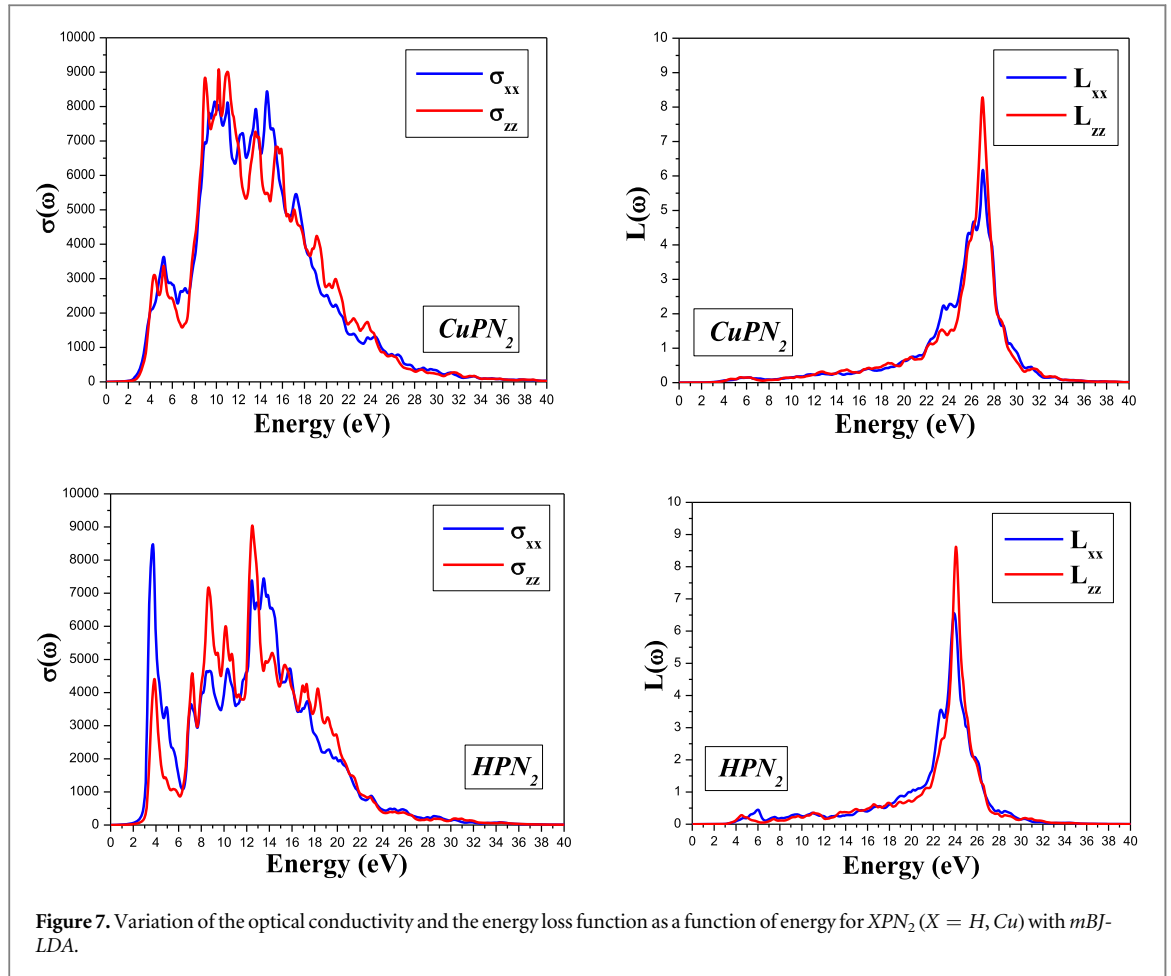 10000
9000
8000
7000
6000
5000
4000
3000
2000
1000
0
σ(ω)
σxx
σzz
CuPN2
0 2 4 6 8 10 12 14 16 18 20 22 24 26 28 30 32 34 36 38 40
Energy (eV)
10
9
8
7
6
5
4
3
2
1
0
L(ω)
Lxx
Lzz
CuPN2
0 2 4 6 8 10 12 14 16 18 20 22 24 26 28 30 32 34 36 38 40
Energy (eV)
10000
9000
8000
7000
6000
5000
4000
3000
2000
1000
0
σ(ω)
σxx
σzz
HPN2
0 2 4 6 8 10 12 14 16 18 20 22 24 26 28 30 32 34 36 38 40
Energy (eV)
10
9
8
7
6
5
4
3
2
1
0
L(ω)
Lxx
Lzz
HPN2
0 2 4 6 8 10 12 14 16 18 20 22 24 26 28 30 32 34 36 38 40
Energy (eV)
Figure 7. Variation of the optical conductivity and the energy loss function as a function of energy for XPN2 (X = H, Cu) with mBJ-
LDA.